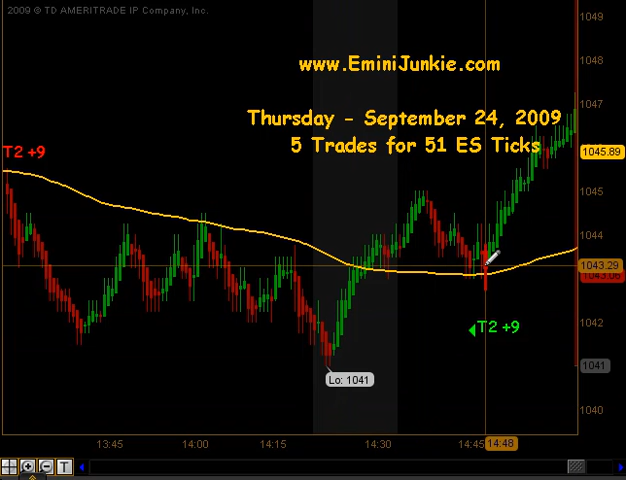 2009 © TD AMERITRADE IP Company, Inc.
1049
1048
www.EminiJunkie.com
1047
Thursday - September 24, 2009
5 Trades for 51 ES Ticks
T2 +9
1045.89
1045
1044
1043.29
T2 +9
1042
Lo: 1041
1041
1040
13:45
14:00
14:15
14:30
14:45
14:48
T